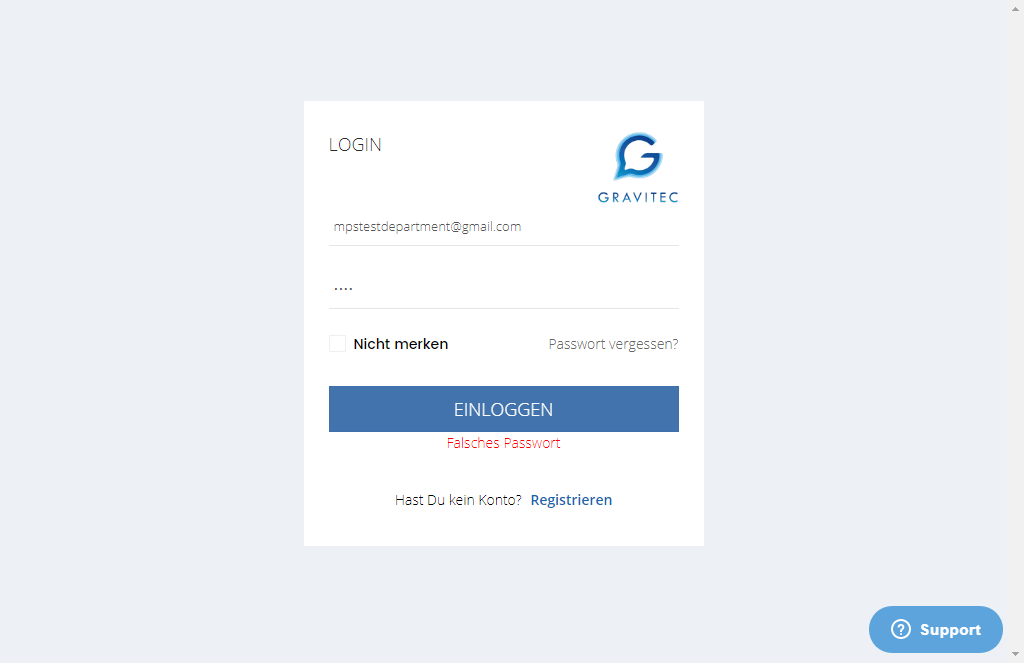 LOGIN
GRAVITEC
mpstestdepartment@gmail.com
....
Nicht merken
Passwort vergessen?
EINLOGGEN
Falsches Passwort
Hast Du kein Konto? Registrieren
Support